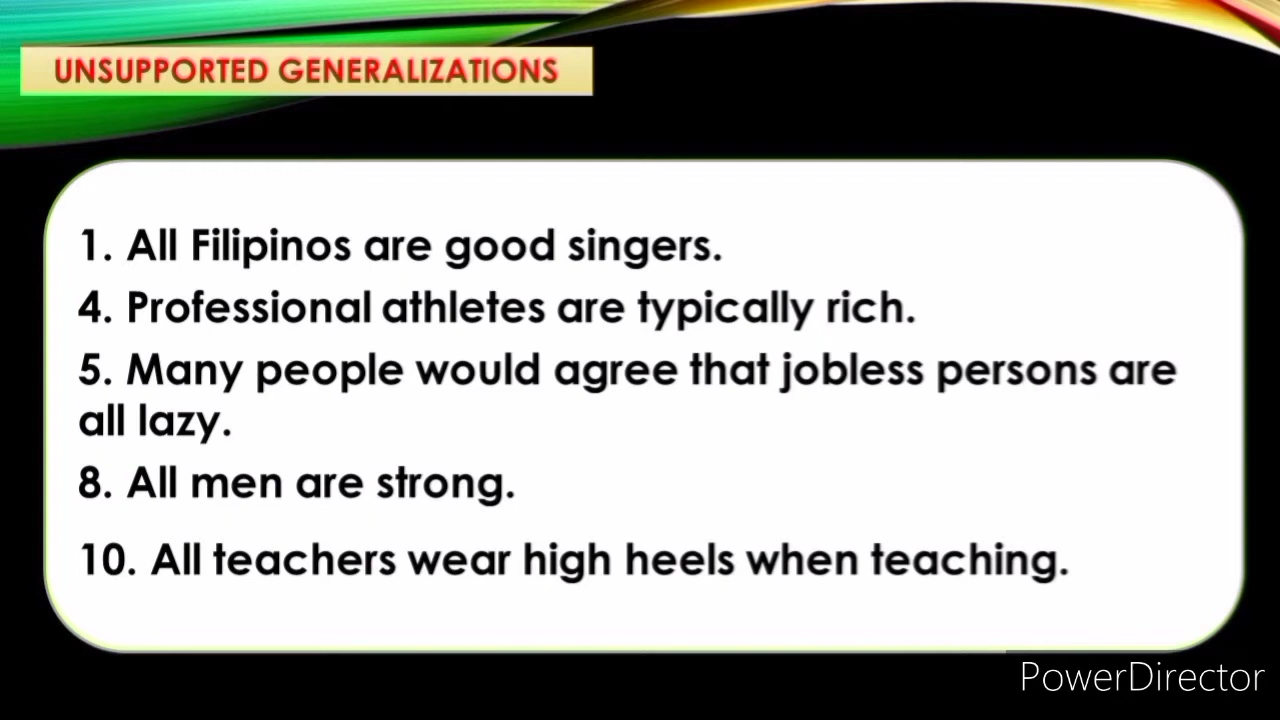 UNSUPPORTED GENERALIZATIONS
1. All Filipinos are good singers.
4. Professional athletes are typically rich.
5. Many people would agree that jobless persons are
all lazy.
8. All men are strong.
10. All teachers wear high heels when teaching.
PowerDirector